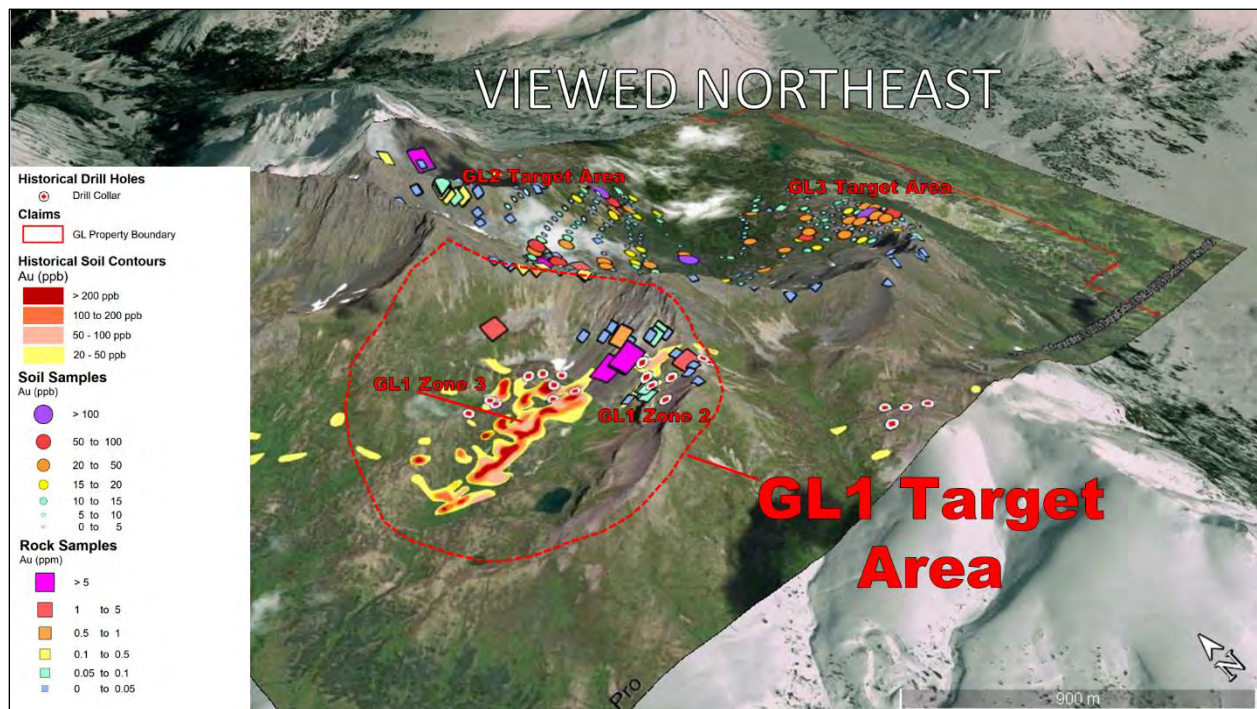 VIEWED NORTHEAST
GL2 Target Area
GL3 Target Area
Historical Drill Holes
Drill Collar
Claims
GL Property Boundary
Historical Soil Contours
Au (ppb)
> 200 ppb
100 to 200 ppb
50 - 100 ppb
20 - 50 ppb
Soil Samples
Au (ppb)
> 100
50 to 100
20 to 50
15 to 20
10 to 15
5 to 10
0 to 5
Rock Samples
Au (ppm)
> 5
1 to 5
0.5 to 1
0.1 to 0.5
0.05 to 0.1
0 to 0.05
GL1 Zone 3
GL1 Zone 2
GL1 Target
Area
Pro
N
900 m